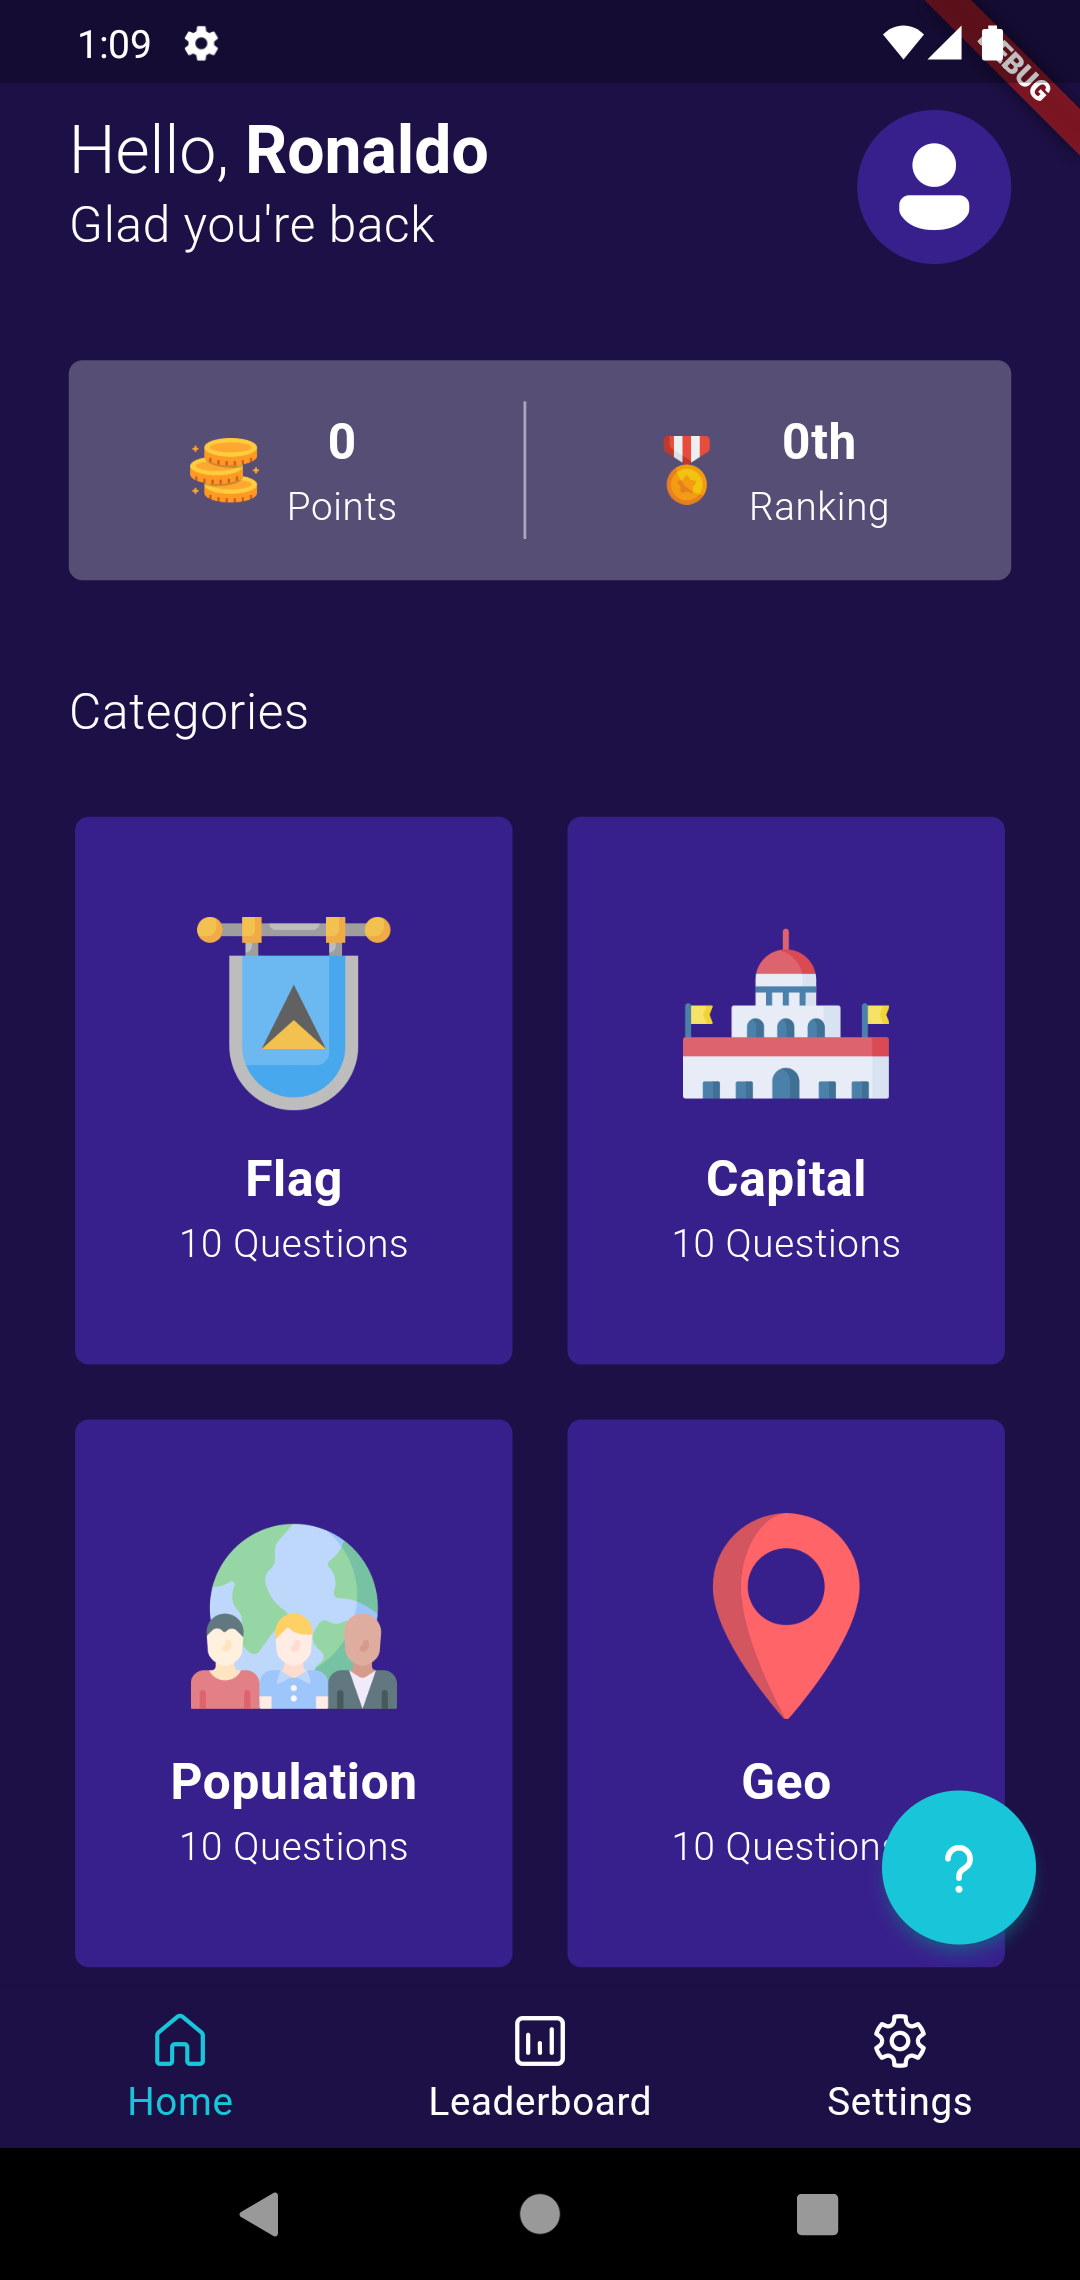 1:09
DEBUG
Hello, Ronaldo
Glad you're back
0
Points
0th
Ranking
Categories
Flag
10 Questions
Capital
10 Questions
Population
10 Questions
Geo
10 Question
?
Home
Leaderboard
Settings